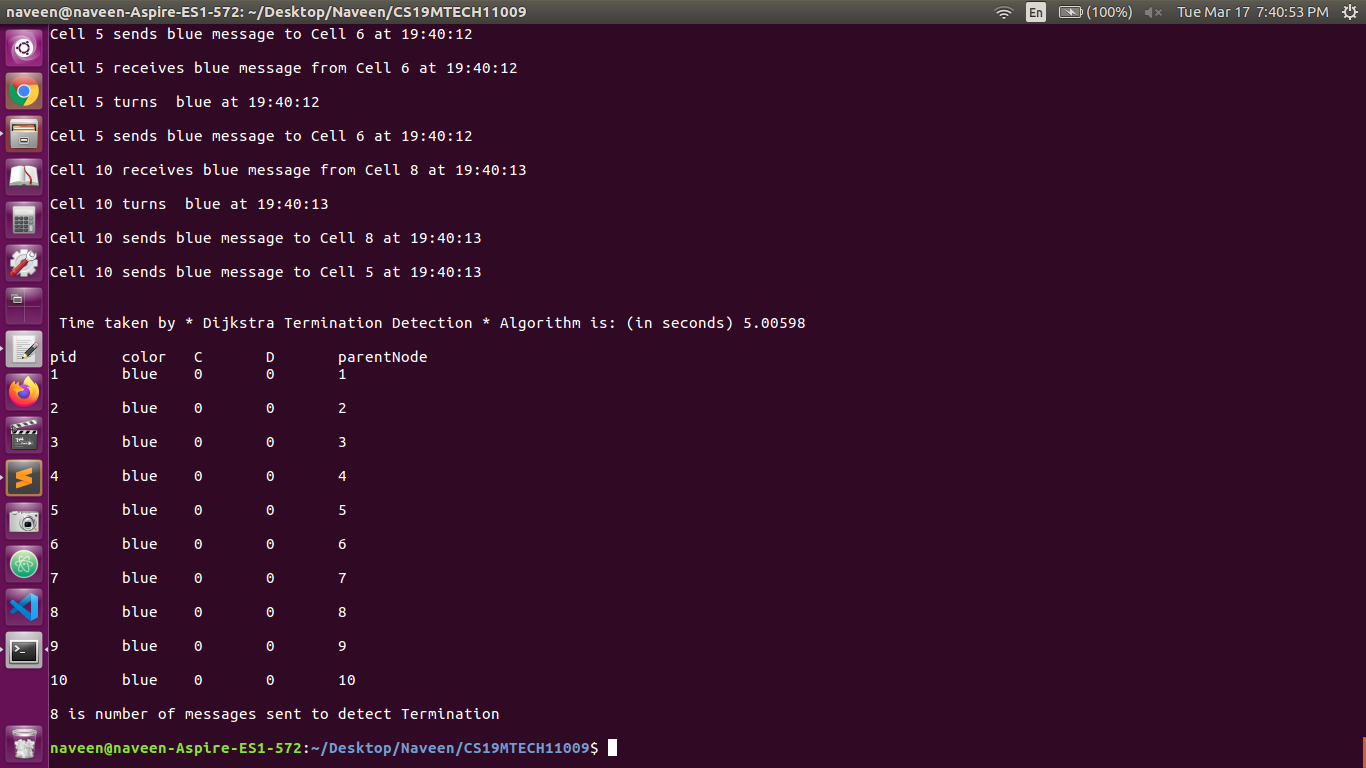 naveen@naveen-Aspire-ES1-572: ~/Desktop/Naveen/CS19MTECH11009 En (100%) Tue Mar 17 7:40:53 PM
Cell 5 sends blue message to Cell 6 at 19:40:12
Cell 5 receives blue message from Cell 6 at 19:40:12
Cell 5 turns  blue at 19:40:12
Cell 5 sends blue message to Cell 6 at 19:40:12
Cell 10 receives blue message from Cell 8 at 19:40:13
Cell 10 turns  blue at 19:40:13
Cell 10 sends blue message to Cell 8 at 19:40:13
Cell 10 sends blue message to Cell 5 at 19:40:13
Time taken by * Dijkstra Termination Detection * Algorithm is: (in seconds) 5.00598
pid color C D parentNode
1 blue 0 0 1
2 blue 0 0 2
3 blue 0 0 3
4 blue 0 0 4
5 blue 0 0 5
6 blue 0 0 6
7 blue 0 0 7
8 blue 0 0 8
9 blue 0 0 9
10 blue 0 0 10
8 is number of messages sent to detect Termination
naveen@naveen-Aspire-ES1-572:~/Desktop/Naveen/CS19MTECH11009$